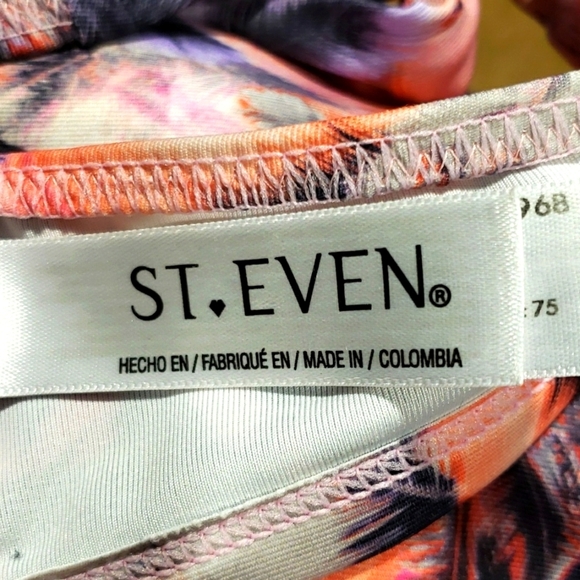 ST.EVEN®
HECHO EN / FABRIQUÉ EN / MADE IN / COLOMBIA
968
: 75